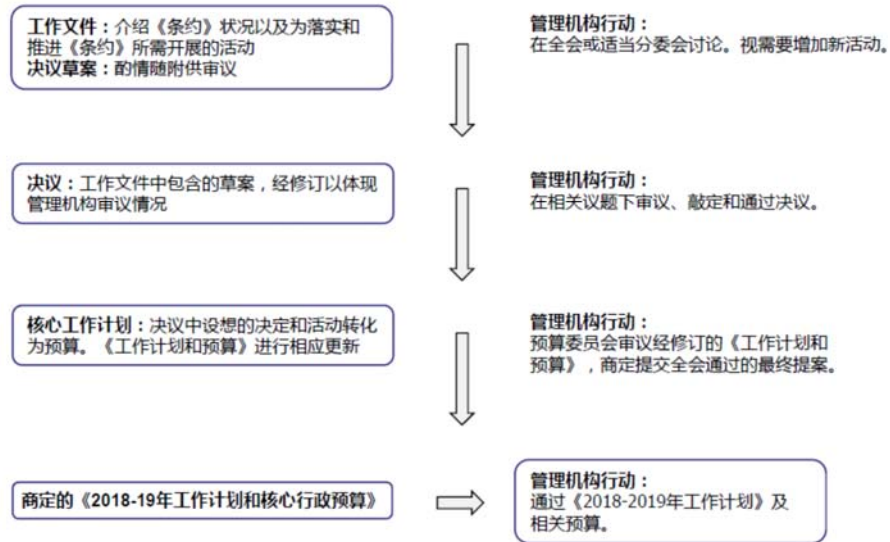 工作文件：介绍《条约》状况以及为落实和
推进《条约》所需开展的活动
决议草案：酌情随附供审议
管理机构行动：
在全会或适当分委会讨论。视需要增加新活动。
决议：工作文件中包含的草案，经修订以体现
管理机构审议情况
管理机构行动：
在相关议题下审议、敲定和通过决议。
核心工作计划：决议中设想的决定和活动转化
为预算。《工作计划和预算》进行相应更新
管理机构行动：
预算委员会审议经修订的《工作计划和
预算》，商定提交全会通过的最终提案。
商定的《2018-19年工作计划和核心行政预算》
管理机构行动：
通过《2018-2019年工作计划》及
相关预算。